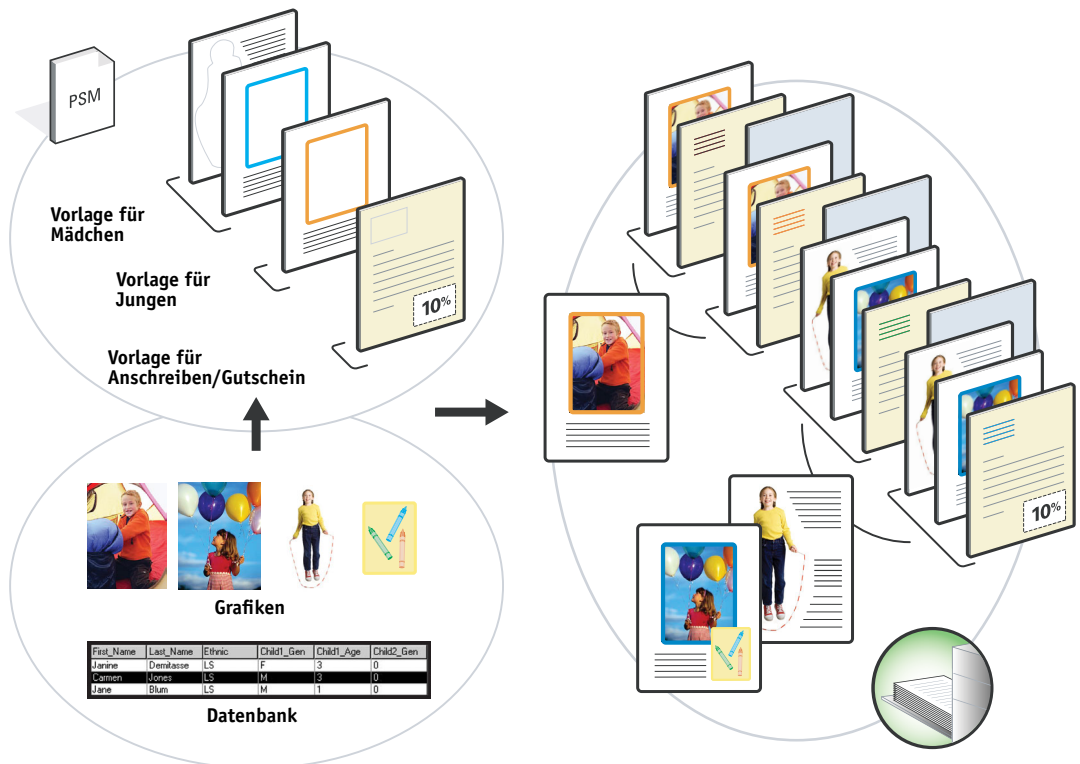 PSM
Vorlage für
Mädchen
Vorlage für
Jungen
Vorlage für
Anschreiben/Gutschein
10%
Grafiken
First_Name Last_Name Ethnic Child1_Gen Child1_Age Child2_Gen
Janine Demitasse LS F 3 0
Carmen Jones LS M 3 0
Jane Blum LS M 1 0
Datenbank
10%